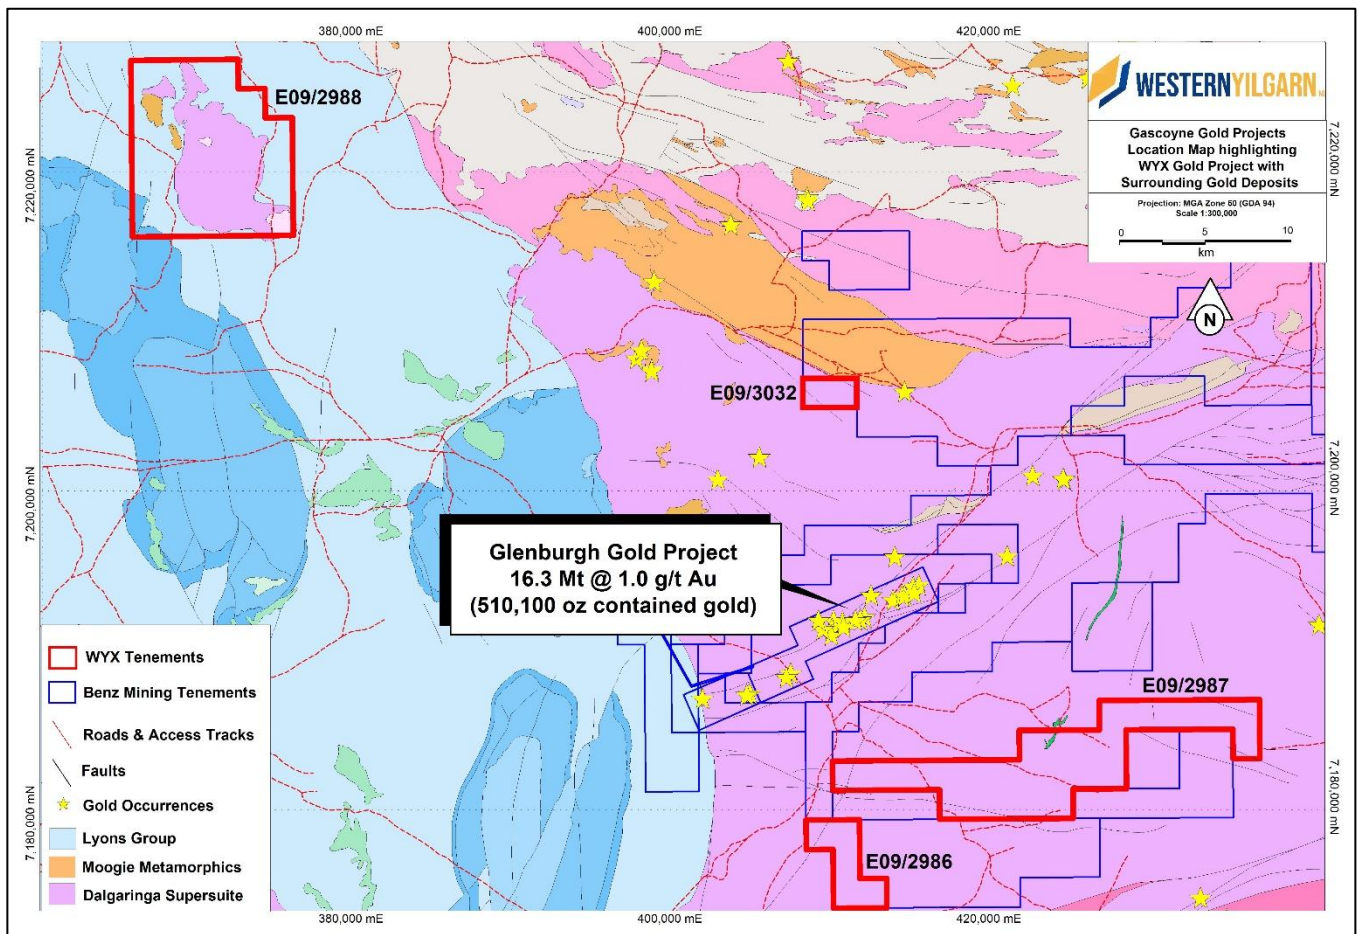 380,000 mE
400,000 mE
420,000 mE
E09/2988
WESTERNYILGARN
Gascoyne Gold Projects
Location Map highlighting
WYX Gold Project with
Surrounding Gold Deposits
Projection: MGA Zone 60 (GDA 94)
Scale 1:300,000
0 5 10
km
N
7,220,000 mN
7,220,000 mN
E09/3032
7,200,000 mN
7,200,000 mN
Glenburgh Gold Project
16.3 Mt @ 1.0 g/t Au
(510,100 oz contained gold)
WYX Tenements
Benz Mining Tenements
Roads & Access Tracks
Faults
Gold Occurrences
Lyons Group
Moogie Metamorphics
Dalgaringa Supersuite
E09/2987
7,180,000 mN
7,180,000 mN
E09/2986
380,000 mE
400,000 mE
420,000 mE